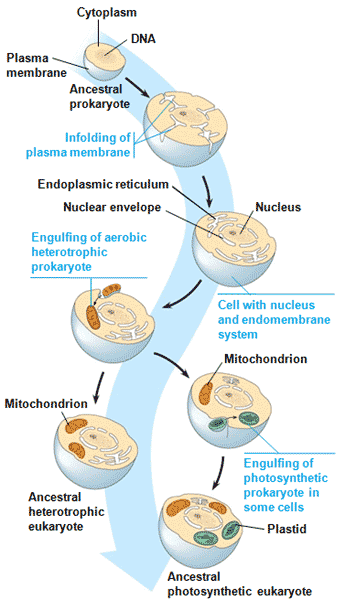 Cytoplasm
DNA
Plasma
membrane
Ancestral
prokaryote
Infolding of
plasma membrane
Endoplasmic reticulum
Nuclear envelope
Nucleus
Engulfing of aerobic
heterotrophic
prokaryote
Cell with nucleus
and endomembrane
system
Mitochondrion
Mitochondrion
Engulfing of
photosynthetic
prokaryote in
some cells
Ancestral
heterotrophic
eukaryote
Plastid
Ancestral
photosynthetic eukaryote